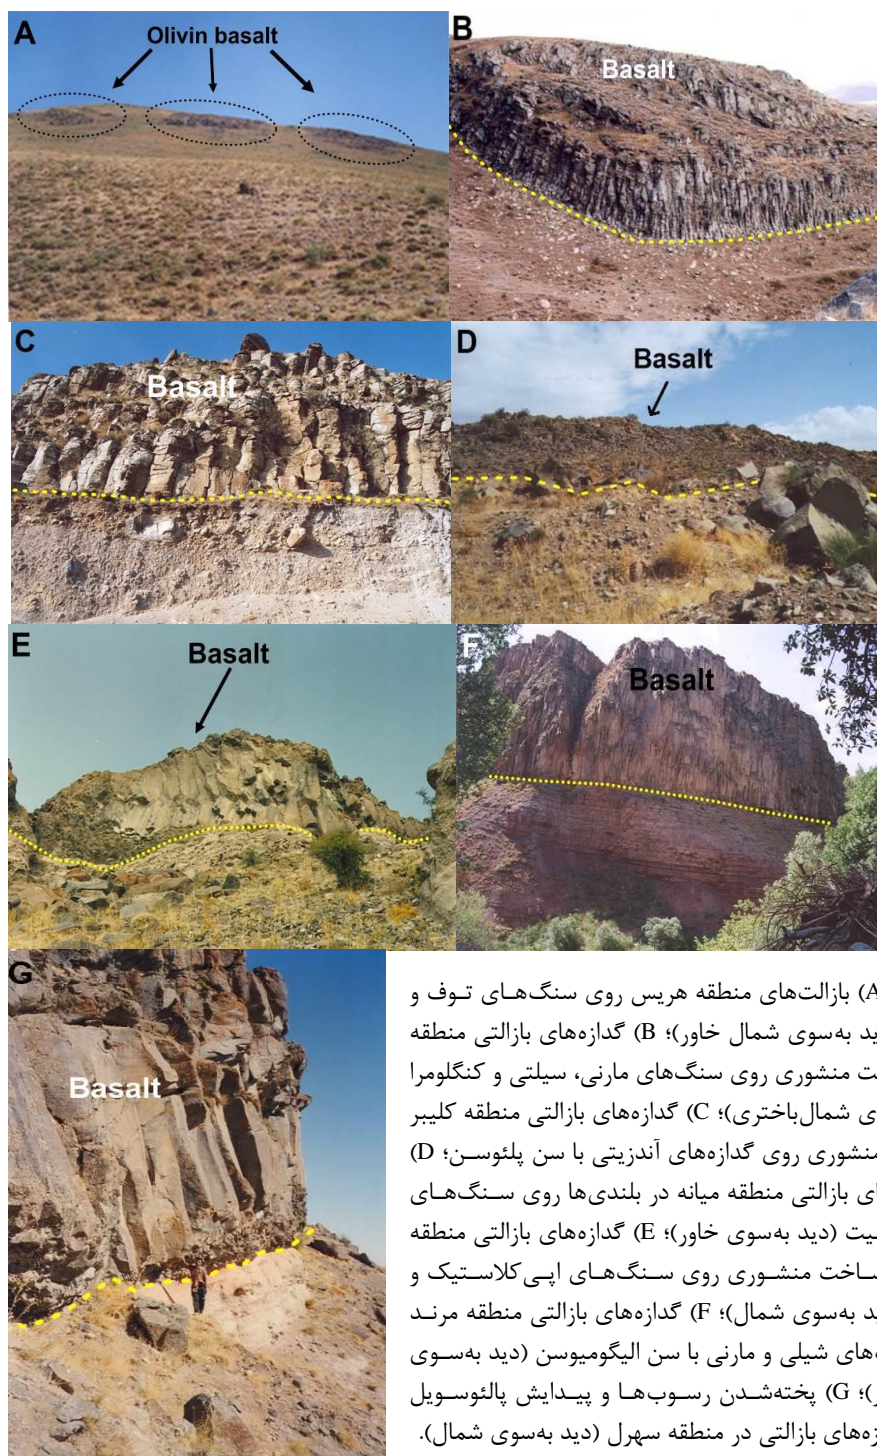 A
Olivin basalt
B
Basalt
C
Basalt
D
Basalt
E
Basalt
F
Basalt
G
Basalt
A) بازالت‌های منطقه هریس روی سنگ‌های توف و
به‌سوی شمال خاور)؛ B) گدازه‌های بازالتی منطقه
منشوری روی سنگ‌های مارنی، سیلتی و کنگلومرا
شمال‌باختری)؛ C) گدازه‌های بازالتی منطقه کلیبر
منشوری روی گدازه‌های آندزیتی با سن پلئوسن؛ D)
بازالتی منطقه میانه در بلندی‌ها روی سنگ‌های
(دید به‌سوی خاور)؛ E) گدازه‌های بازالتی منطقه
ساخت منشوری روی سنگ‌های اپی‌کلاستیک و
به‌سوی شمال)؛ F) گدازه‌های بازالتی منطقه مرند
شیلی و مارنی با سن الیگومیوسن (دید به‌سوی
G) پخته‌شدن رسوب‌ها و پیدایش پالئوسویل
بازالتی در منطقه سهرل (دید به‌سوی شمال).